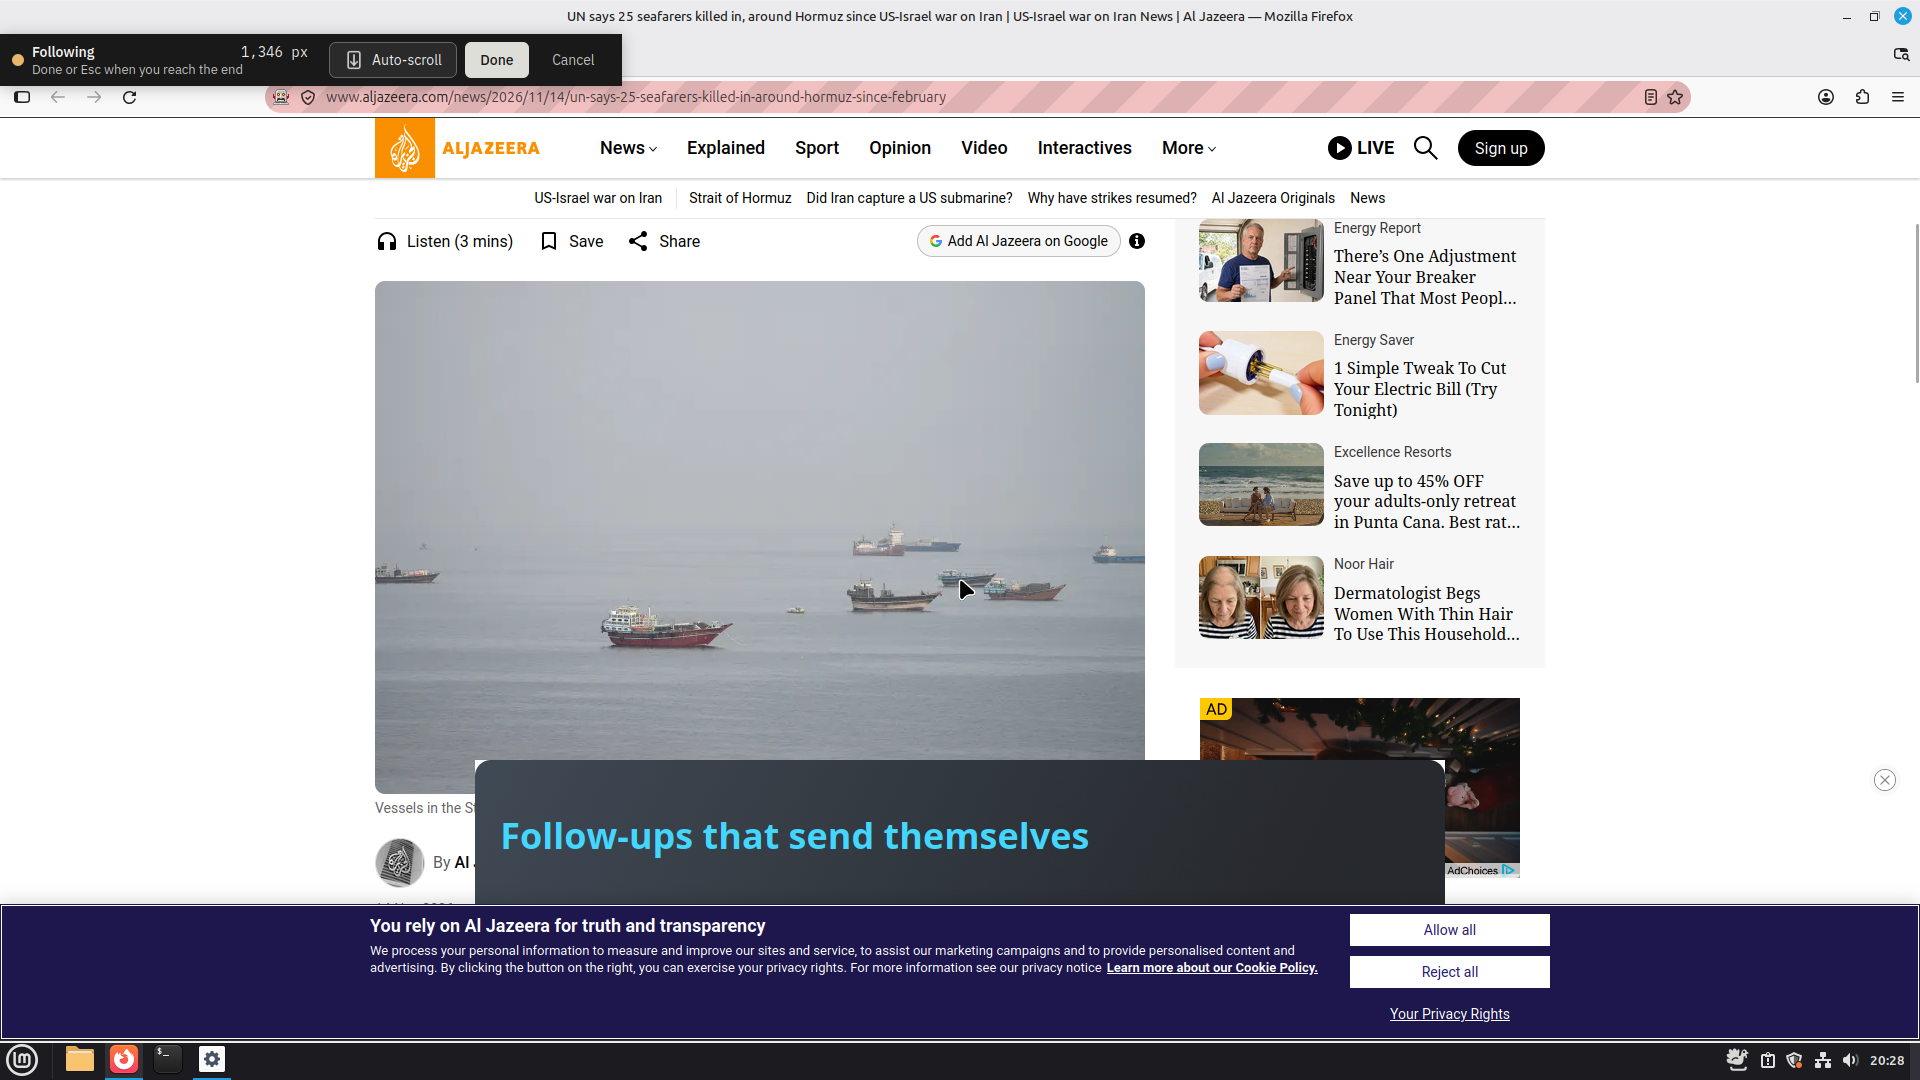 UN says 25 seafarers killed in, around Hormuz since US-Israel war on Iran | US-Israel war on Iran News | Al Jazeera — Mozilla Firefox
Following
1,346 px
Done or Esc when you reach the end
Auto-scroll
Done
Cancel
www.aljazeera.com/news/2026/11/14/un-says-25-seafarers-killed-in-around-hormuz-since-february
ALJAZEERA
News
Explained
Sport
Opinion
Video
Interactives
More
LIVE
Sign up
US-Israel war on Iran
Strait of Hormuz
Did Iran capture a US submarine?
Why have strikes resumed?
Al Jazeera Originals
News
Listen (3 mins)
Save
Share
Add Al Jazeera on Google
Energy Report
There’s One Adjustment
Near Your Breaker
Panel That Most Peopl...
Energy Saver
1 Simple Tweak To Cut
Your Electric Bill (Try
Tonight)
Excellence Resorts
Save up to 45% OFF
your adults-only retreat
in Punta Cana. Best rat...
Noor Hair
Dermatologist Begs
Women With Thin Hair
To Use This Household...
AD
AdChoices
Vessels in the
By Al
Follow-ups that send themselves
You rely on Al Jazeera for truth and transparency
We process your personal information to measure and improve our sites and service, to assist our marketing campaigns and to provide personalised content and
advertising. By clicking the button on the right, you can exercise your privacy rights. For more information see our privacy notice Learn more about our Cookie Policy.
Allow all
Reject all
Your Privacy Rights
20:28